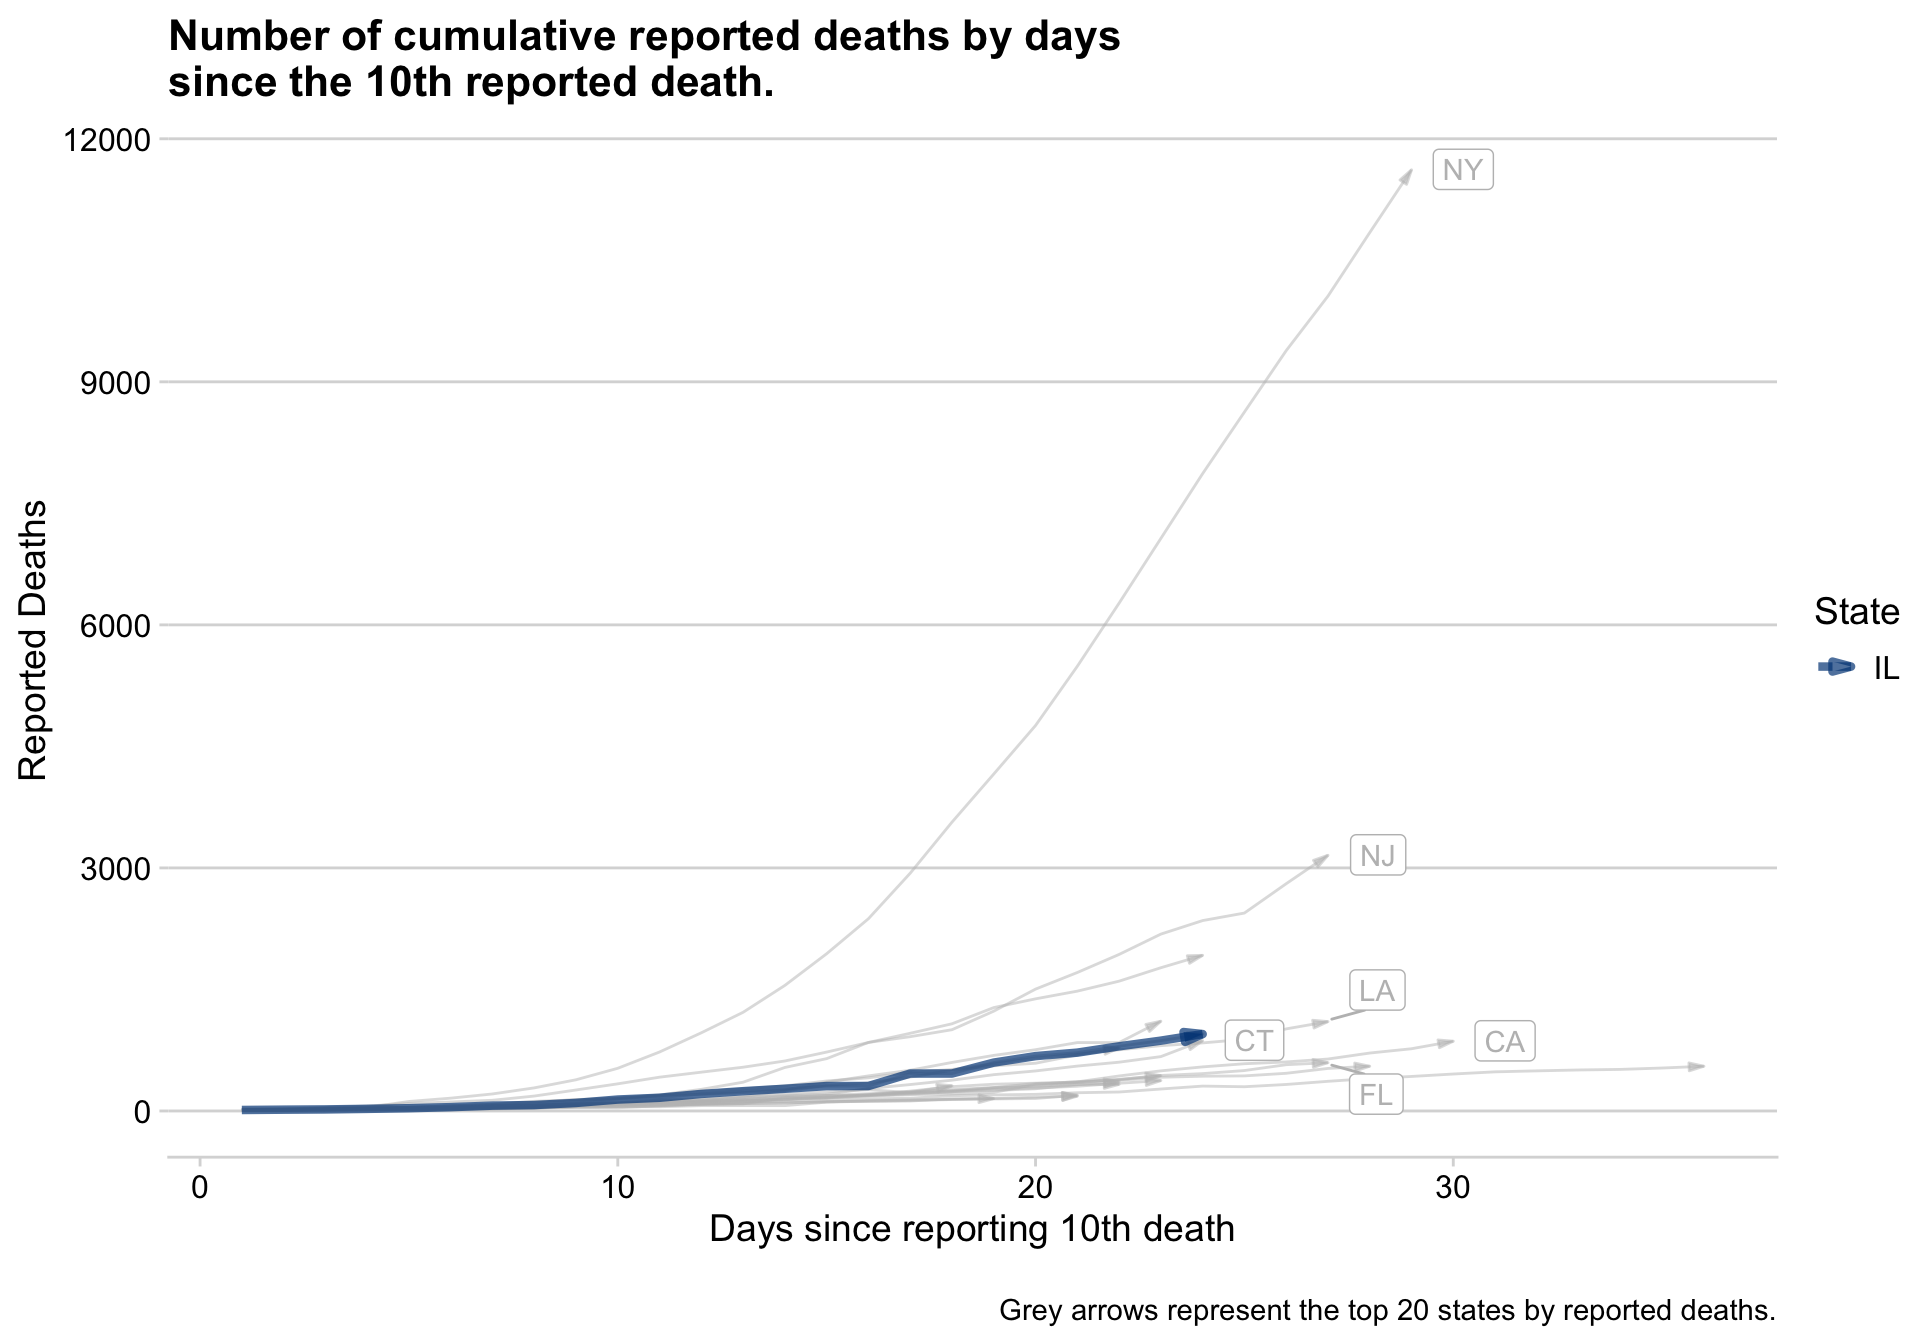 Number of cumulative reported deaths by days
since the 10th reported death.
12000
9000
6000
3000
0
Reported Deaths
NY
NJ
LA
CT
CA
FL
State
IL
0
10
20
30
Days since reporting 10th death
Grey arrows represent the top 20 states by reported deaths.